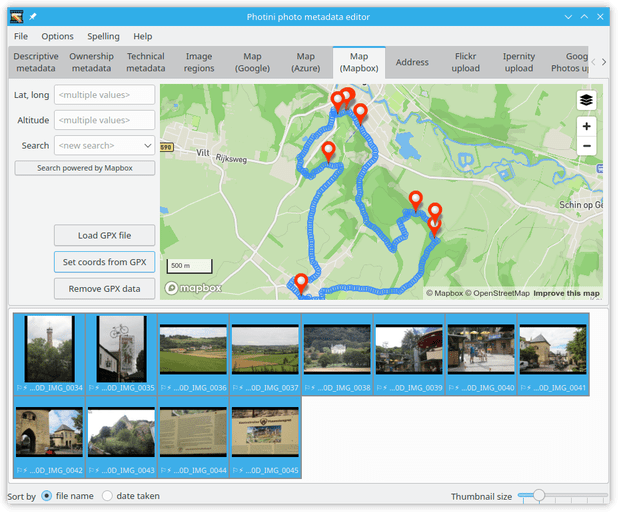 Photini photo metadata editor
File Options Spelling Help
Descriptive metadata
Ownership metadata
Technical metadata
Image regions
Map (Google)
Map (Azure)
Map (Mapbox)
Address
Flickr upload
Ipernity upload
Goog
Photos u
Lat, long <multiple values>
Altitude <multiple values>
Search <new search>
Search powered by Mapbox
Load GPX file
Set coords from GPX
Remove GPX data
590
Vilt
Rijksweg
Schin op G
+
−
500 m
mapbox
© Mapbox © OpenStreetMap Improve this map
...0D_IMG_0034
...0D_IMG_0035
...0D_IMG_0036
...0D_IMG_0037
...0D_IMG_0038
...0D_IMG_0039
...0D_IMG_0040
...0D_IMG_0041
...0D_IMG_0042
...0D_IMG_0043
...0D_IMG_0044
...0D_IMG_0045
Sort by file name date taken
Thumbnail size